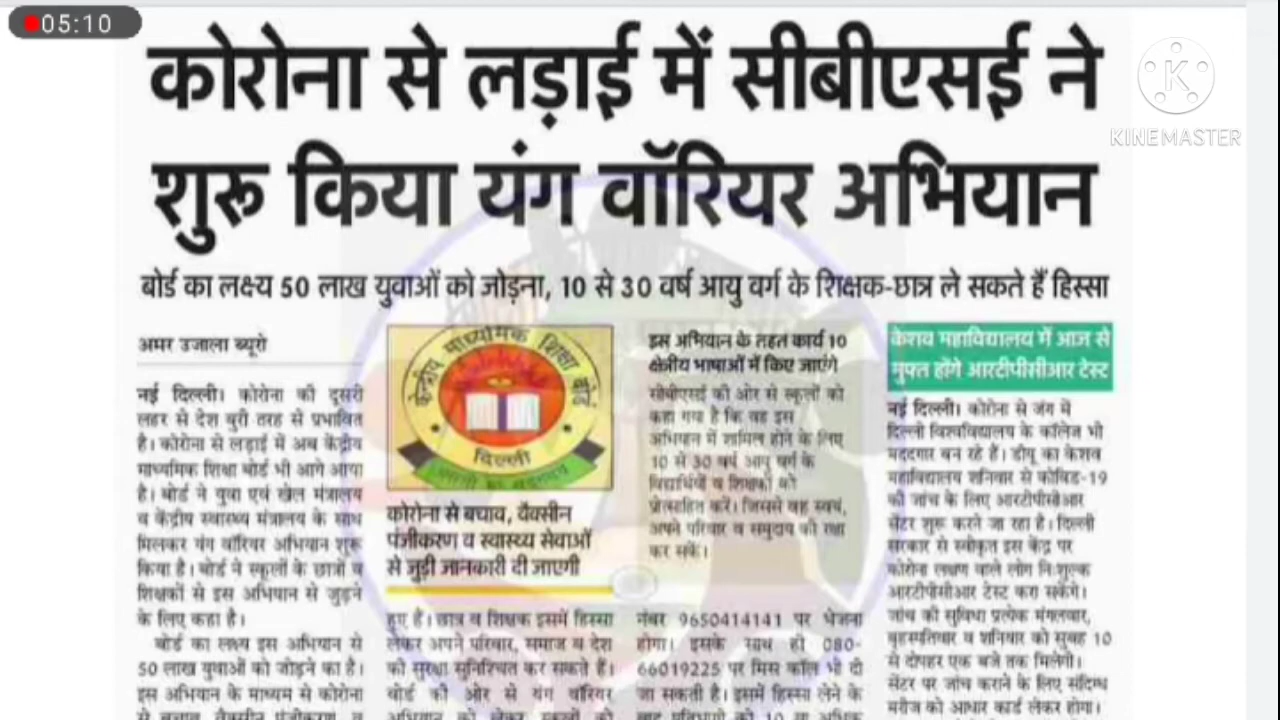 05:10
KINEMASTER
कोरोना से लड़ाई में सीबीएसई ने
शुरू किया यंग वॉरियर अभियान
बोर्ड का लक्ष्य 50 लाख युवाओं को जोड़ना, 10 से 30 वर्ष आयु वर्ग के शिक्षक-छात्र ले सकते हैं हिस्सा
अमर उजाला ब्यूरो
नई दिल्ली। कोरोना की दूसरी
लहर से देश बुरी तरह से प्रभावित
है। कोरोना से लड़ाई में अब केंद्रीय
माध्यमिक शिक्षा बोर्ड भी आगे आया
है। बोर्ड ने युवा एवं खेल मंत्रालय
व केंद्रीय स्वास्थ्य मंत्रालय के साथ
मिलकर यंग वॉरियर अभियान शुरू
किया है। बोर्ड ने स्कूलों के छात्रों व
शिक्षकों से इस अभियान से जुड़ने
के लिए कहा है।
बोर्ड का लक्ष्य इस अभियान से
50 लाख युवाओं को जोड़ने का है।
इस अभियान के माध्यम से कोरोना
से बचाव, वैक्सीन पंजीकरण व
केन्द्रीय माध्यमिक शिक्षा बोर्ड
दिल्ली
कोरोना से बचाव, वैक्सीन
पंजीकरण व स्वास्थ्य सेवाओं
से जुड़ी जानकारी दी जाएगी
हुए है। छात्र व शिक्षक इसमें हिस्सा
लेकर अपने परिवार, समाज व देश
की सुरक्षा सुनिश्चित कर सकते हैं।
बोर्ड की ओर से यंग वॉरियर
अभियान को लेकर स्कूलों को
इस अभियान के तहत कार्य 10
क्षेत्रीय भाषाओं में किए जाएंगे
सीबीएसई की ओर से स्कूलों को
कहा गया है कि वह इस
अभियान में शामिल होने के लिए
10 से 30 वर्ष आयु वर्ग के
विद्यार्थियों व शिक्षकों को
प्रोत्साहित करें। जिससे वह स्वयं,
अपने परिवार व समुदाय की रक्षा
कर सकें।
नंबर 9650414141 पर भेजना
होगा। इसके साथ ही 080-
66019225 पर मिस कॉल भी दी
जा सकती है। इसमें हिस्सा लेने के
बाद प्रतिभागी को 10 या अधिक
केशव महाविद्यालय में आज से
मुफ्त होंगे आरटीपीसीआर टेस्ट
नई दिल्ली। कोरोना से जंग में
दिल्ली विश्वविद्यालय के कॉलेज भी
मददगार बन रहे हैं। डीयू का केशव
महाविद्यालय शनिवार से कोविड-19
की जांच के लिए आरटीपीसीआर
सेंटर शुरू करने जा रहा है। दिल्ली
सरकार से स्वीकृत इस केंद्र पर
कोरोना लक्षण वाले लोग निःशुल्क
आरटीपीसीआर टेस्ट करा सकेंगे।
जांच की सुविधा प्रत्येक मंगलवार,
बृहस्पतिवार व शनिवार को सुबह 10
से दोपहर एक बजे तक मिलेगी।
सेंटर पर जांच कराने के लिए संदिग्ध
मरीज को आधार कार्ड लेकर होगा।